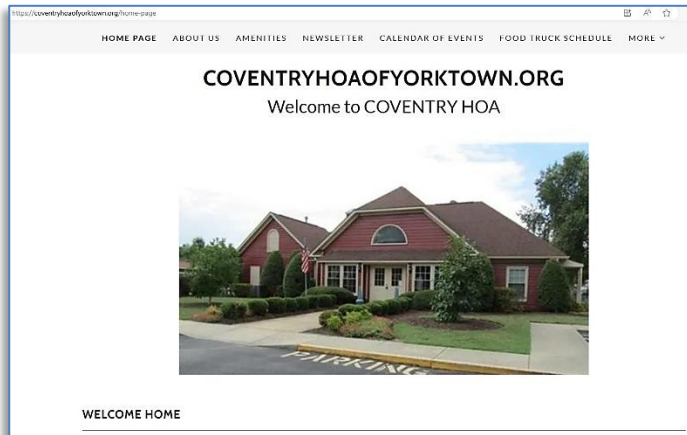 https://coventryhoaofyorktown.org/home-page
HOME PAGE ABOUT US AMENITIES NEWSLETTER CALENDAR OF EVENTS FOOD TRUCK SCHEDULE MORE
COVENTRYHOAOFYORKTOWN.ORG
Welcome to COVENTRY HOA
PARKING
WELCOME HOME